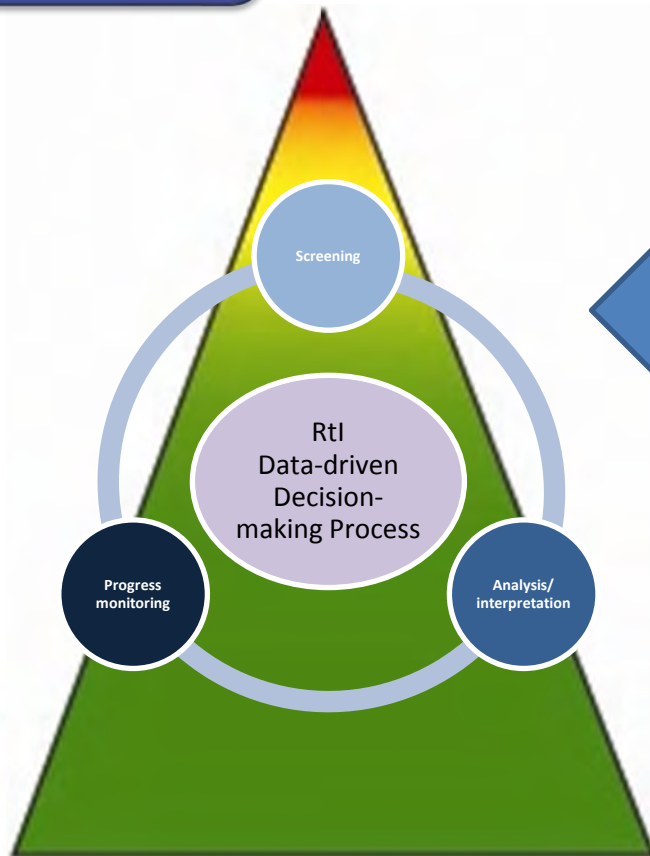 Screening
RtI
Data-driven
Decision-
making Process
Progress
monitoring
Analysis/
interpretation